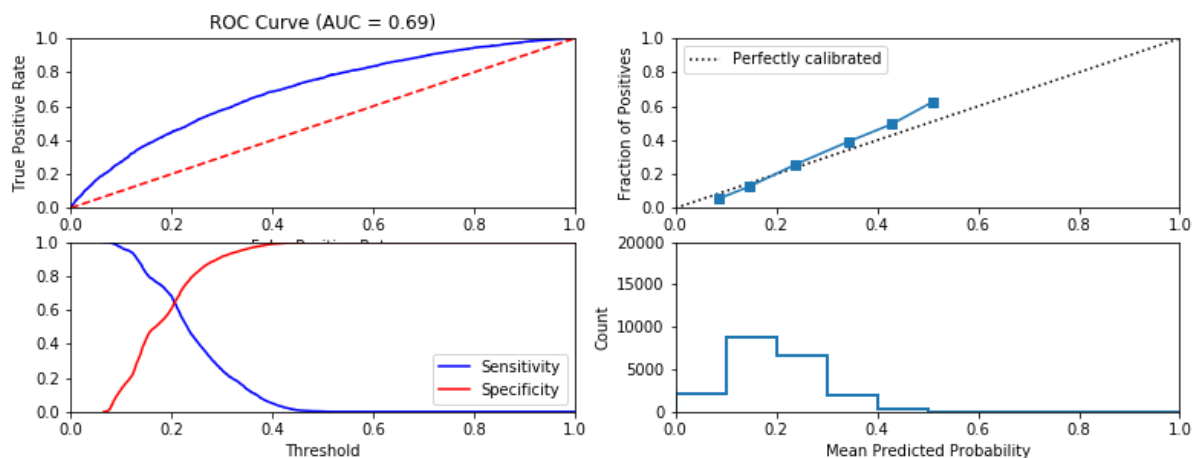 ROC Curve (AUC = 0.69)
True Positive Rate
1.0
0.8
0.6
0.4
0.2
0.0
0.0 0.2 0.4 0.6 0.8 1.0
Fraction of Positives
1.0
0.8
0.6
0.4
0.2
0.0
Perfectly calibrated
0.0 0.2 0.4 0.6 0.8 1.0
1.0
0.8
0.6
0.4
0.2
0.0
Sensitivity
Specificity
0.0 0.2 0.4 0.6 0.8 1.0
Threshold
Count
20000
15000
10000
5000
0
0.0 0.2 0.4 0.6 0.8 1.0
Mean Predicted Probability